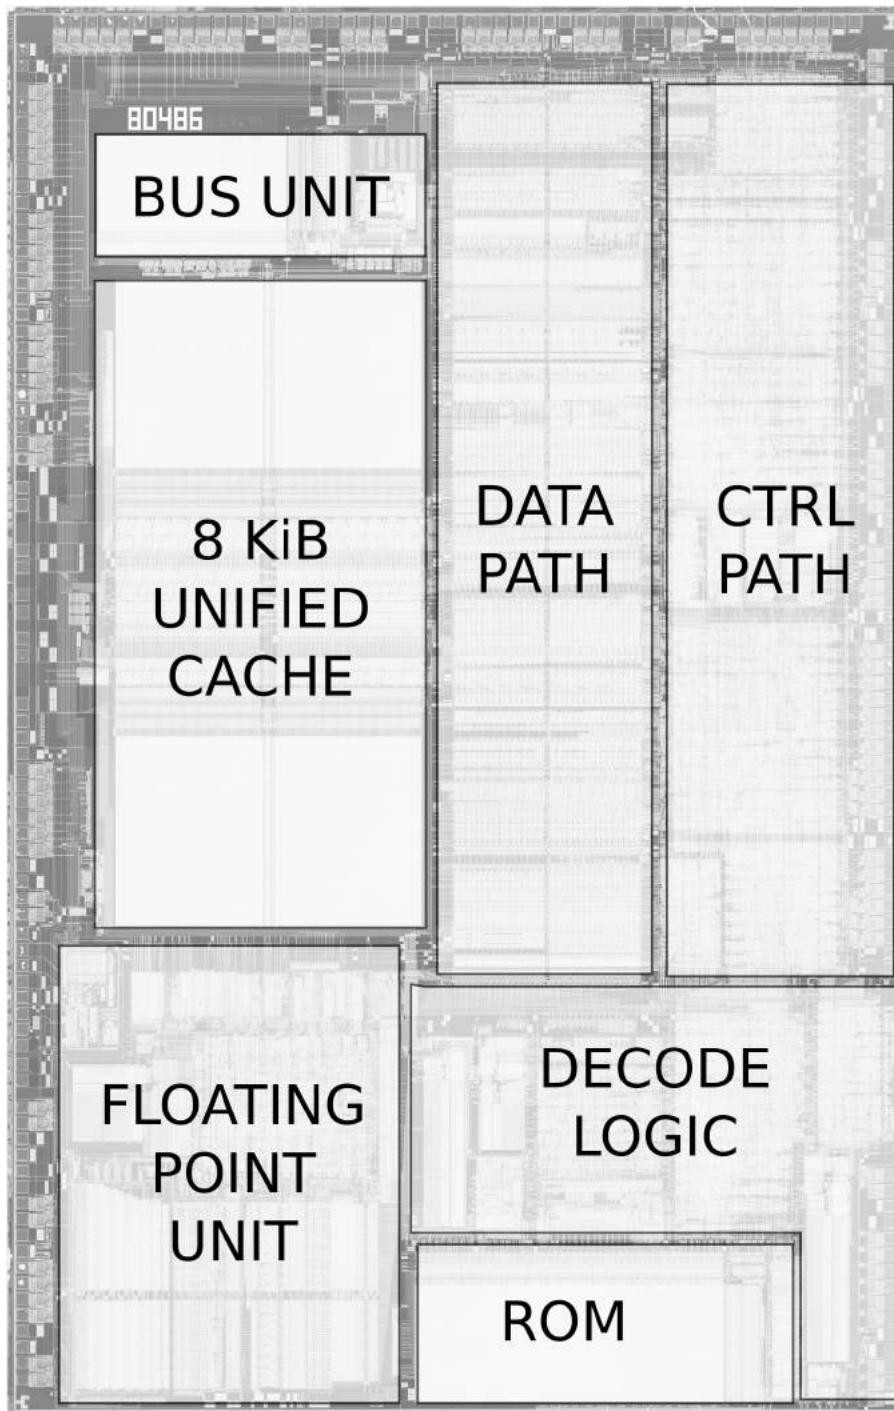 80486
BUS UNIT
8 KiB
UNIFIED
CACHE
DATA
PATH
CTRL
PATH
FLOATING
POINT
UNIT
DECODE
LOGIC
ROM